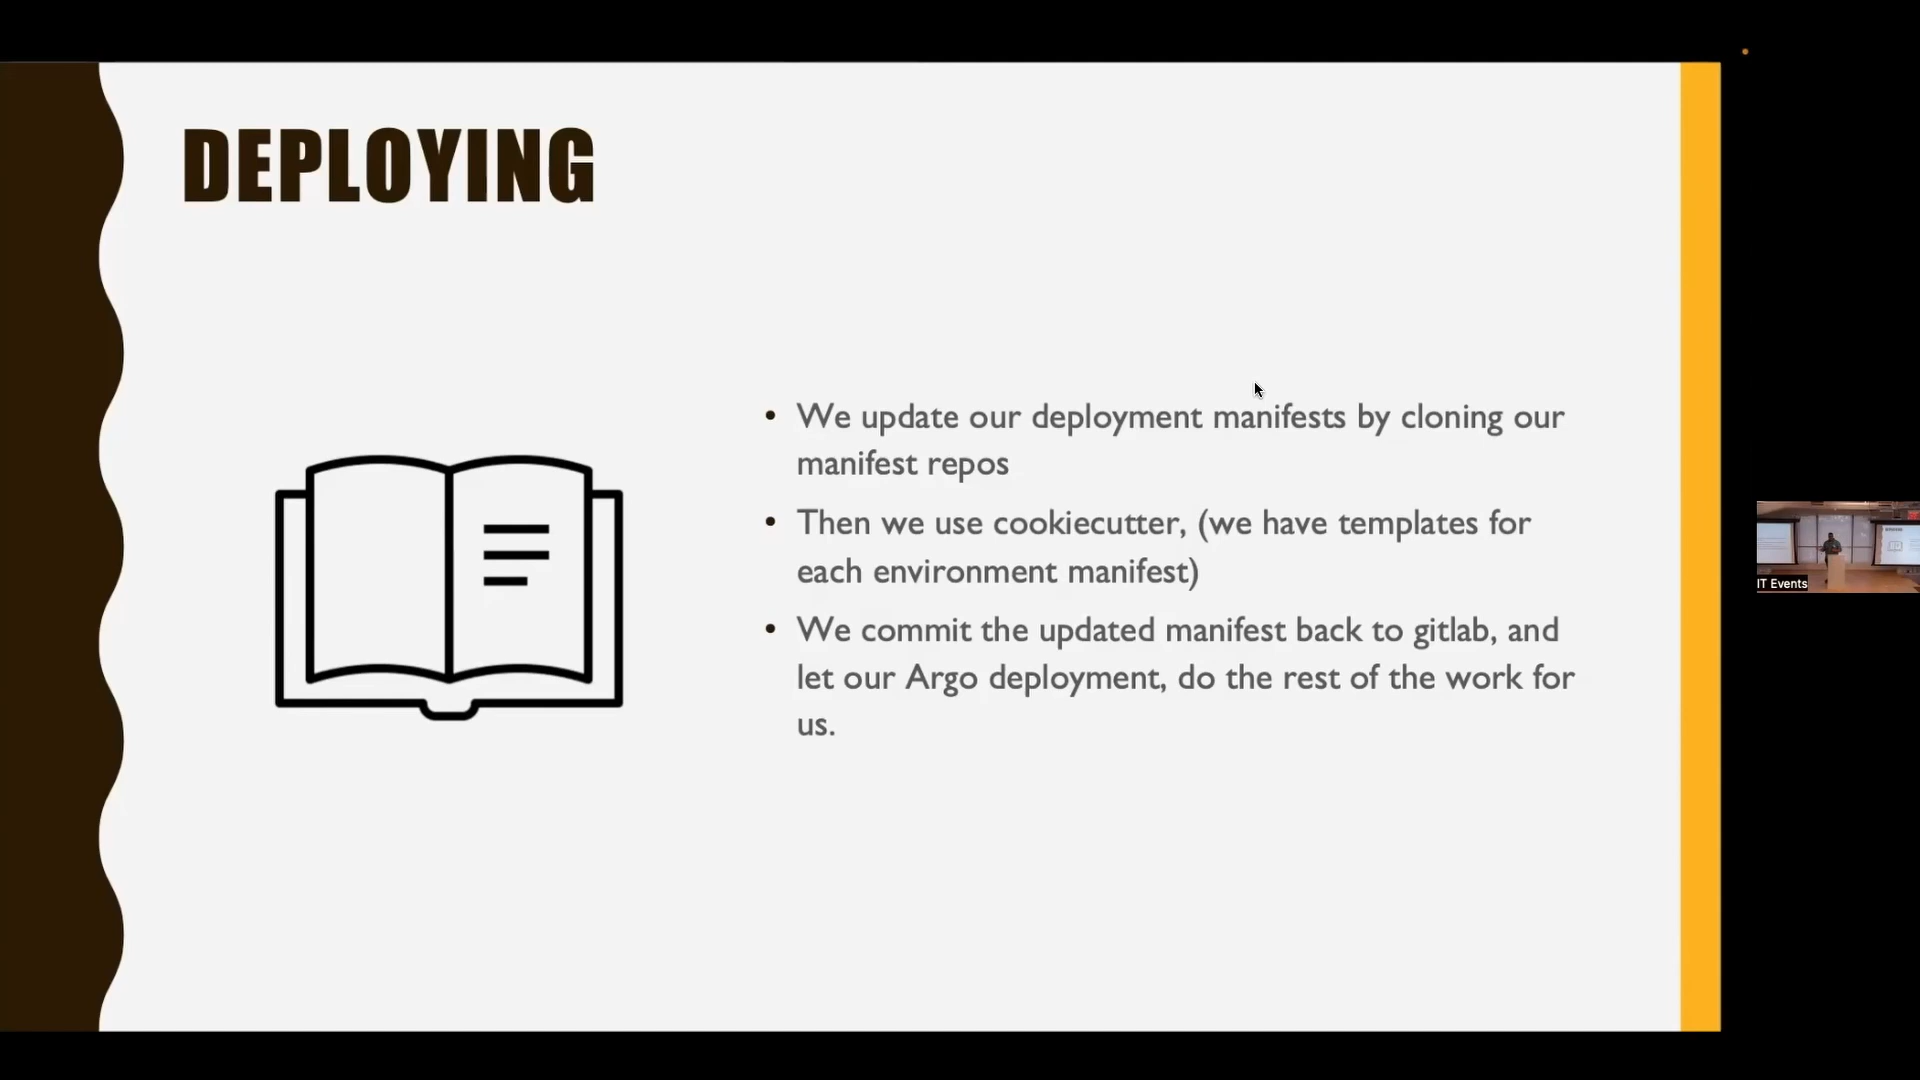 DEPLOYING
• We update our deployment manifests by cloning our
manifest repos
• Then we use cookiecutter, (we have templates for
each environment manifest)
• We commit the updated manifest back to gitlab, and
let our Argo deployment, do the rest of the work for
us.
IT Events